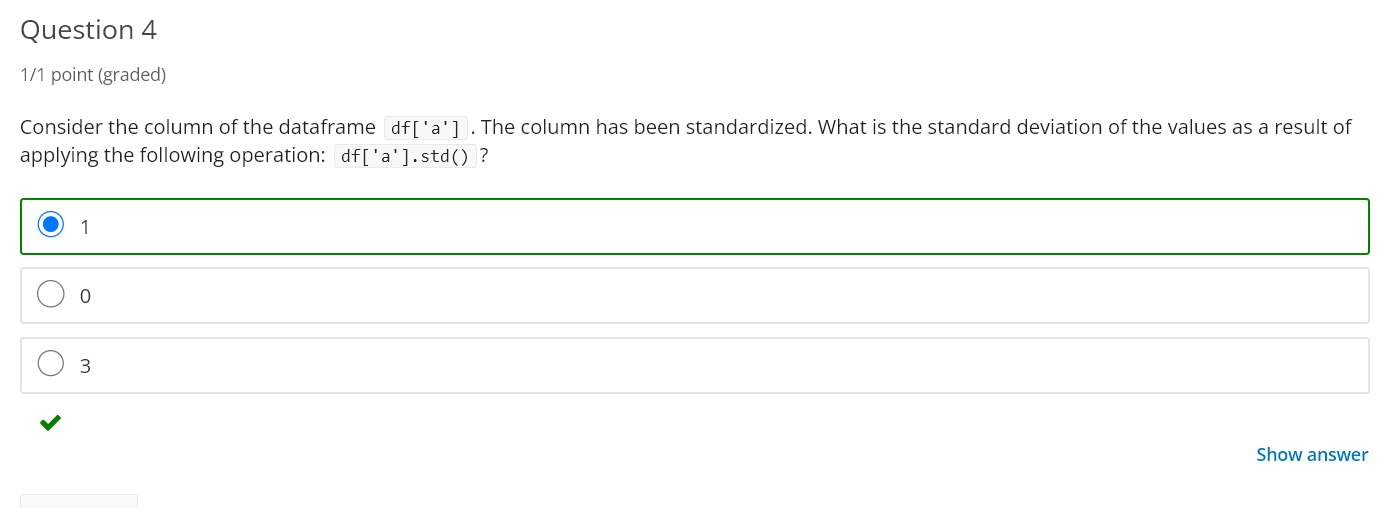 Question 4
1/1 point (graded)
Consider the column of the dataframe df['a'] . The column has been standardized. What is the standard deviation of the values as a result of
applying the following operation: df['a'].std() ?
1
0
3
Show answer